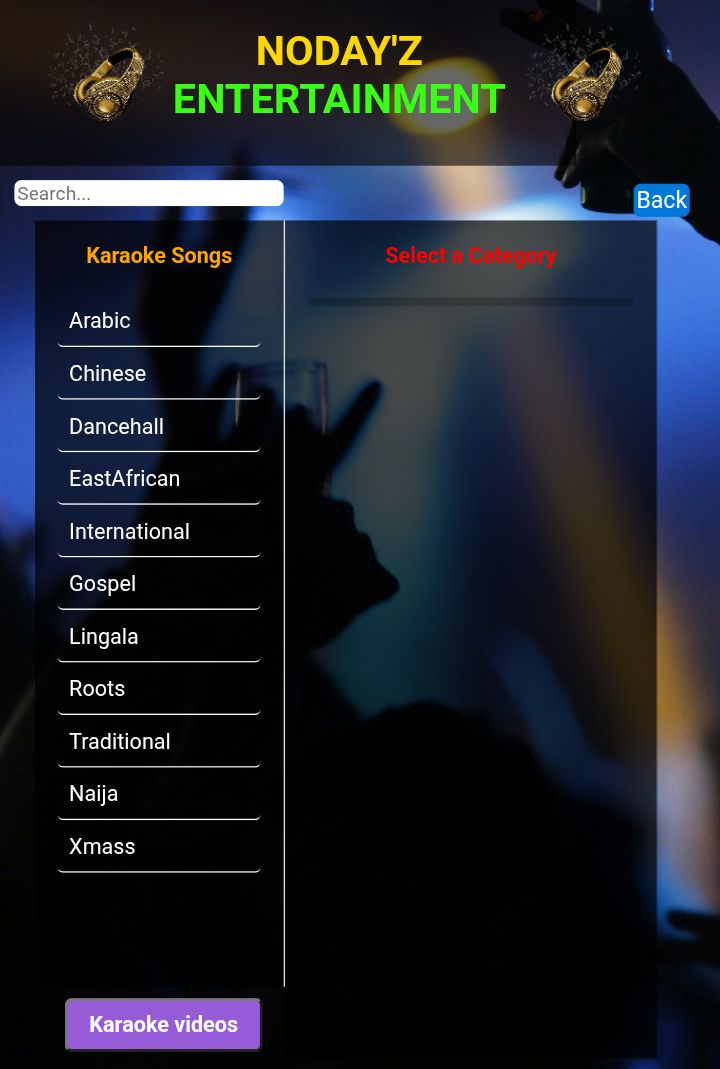 NODAY'Z
ENTERTAINMENT
Search...
Back
Karaoke Songs
Select a Category
Arabic
Chinese
Dancehall
EastAfrican
International
Gospel
Lingala
Roots
Traditional
Naija
Xmass
Karaoke videos